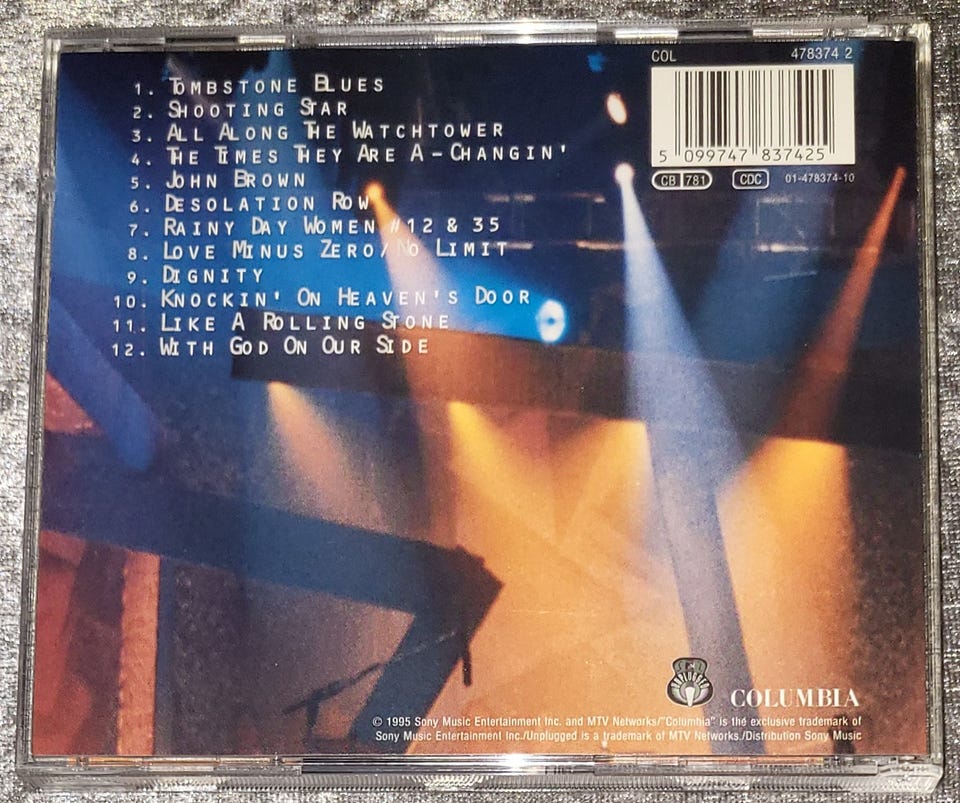 COL 478374 2
5 099747 837425
CB 781 CDC 01-478374-10
1. TOMBSTONE BLUES
2. SHOOTING STAR
3. ALL ALONG THE WATCHTOWER
4. THE TIMES THEY ARE A-CHANGIN'
5. JOHN BROWN
6. DESOLATION ROW
7. RAINY DAY WOMEN #12 & 35
8. LOVE MINUS ZERO/NO LIMIT
9. DIGNITY
10. KNOCKIN' ON HEAVEN'S DOOR
11. LIKE A ROLLING STONE
12. WITH GOD ON OUR SIDE
COLUMBIA
© 1995 Sony Music Entertainment Inc. and MTV Networks/"Columbia" is the exclusive trademark of
Sony Music Entertainment Inc./Unplugged is a trademark of MTV Networks./Distribution Sony Music